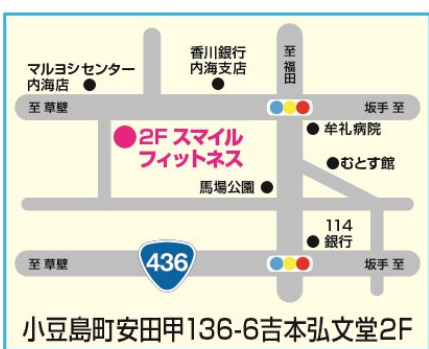 香川銀行
内海支店
至福田
マルヨシセンター
内海店
至 草壁
坂手 至
2F スマイル
フィットネス
牟礼病院
むとす館
馬場公園
114
銀行
至 草壁
436
坂手 至
小豆島町安田甲136-6吉本弘文堂2F